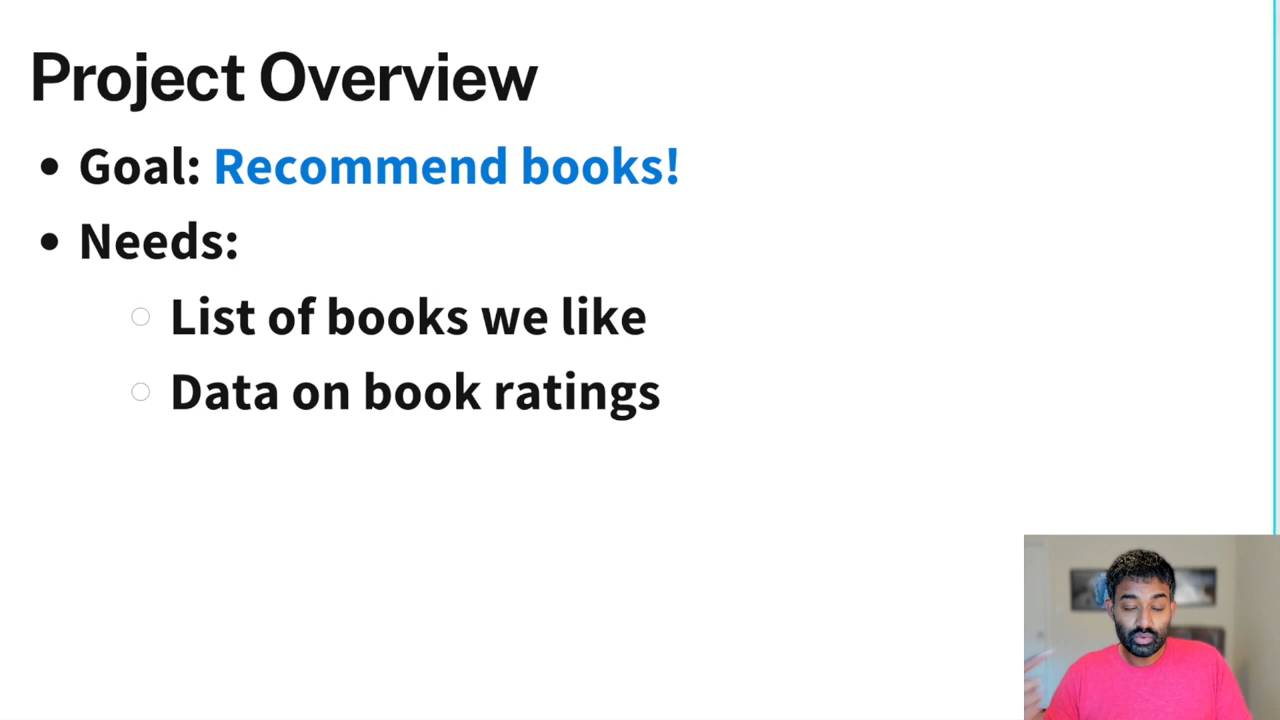 Project Overview
Goal: Recommend books!
Needs:
List of books we like
Data on book ratings